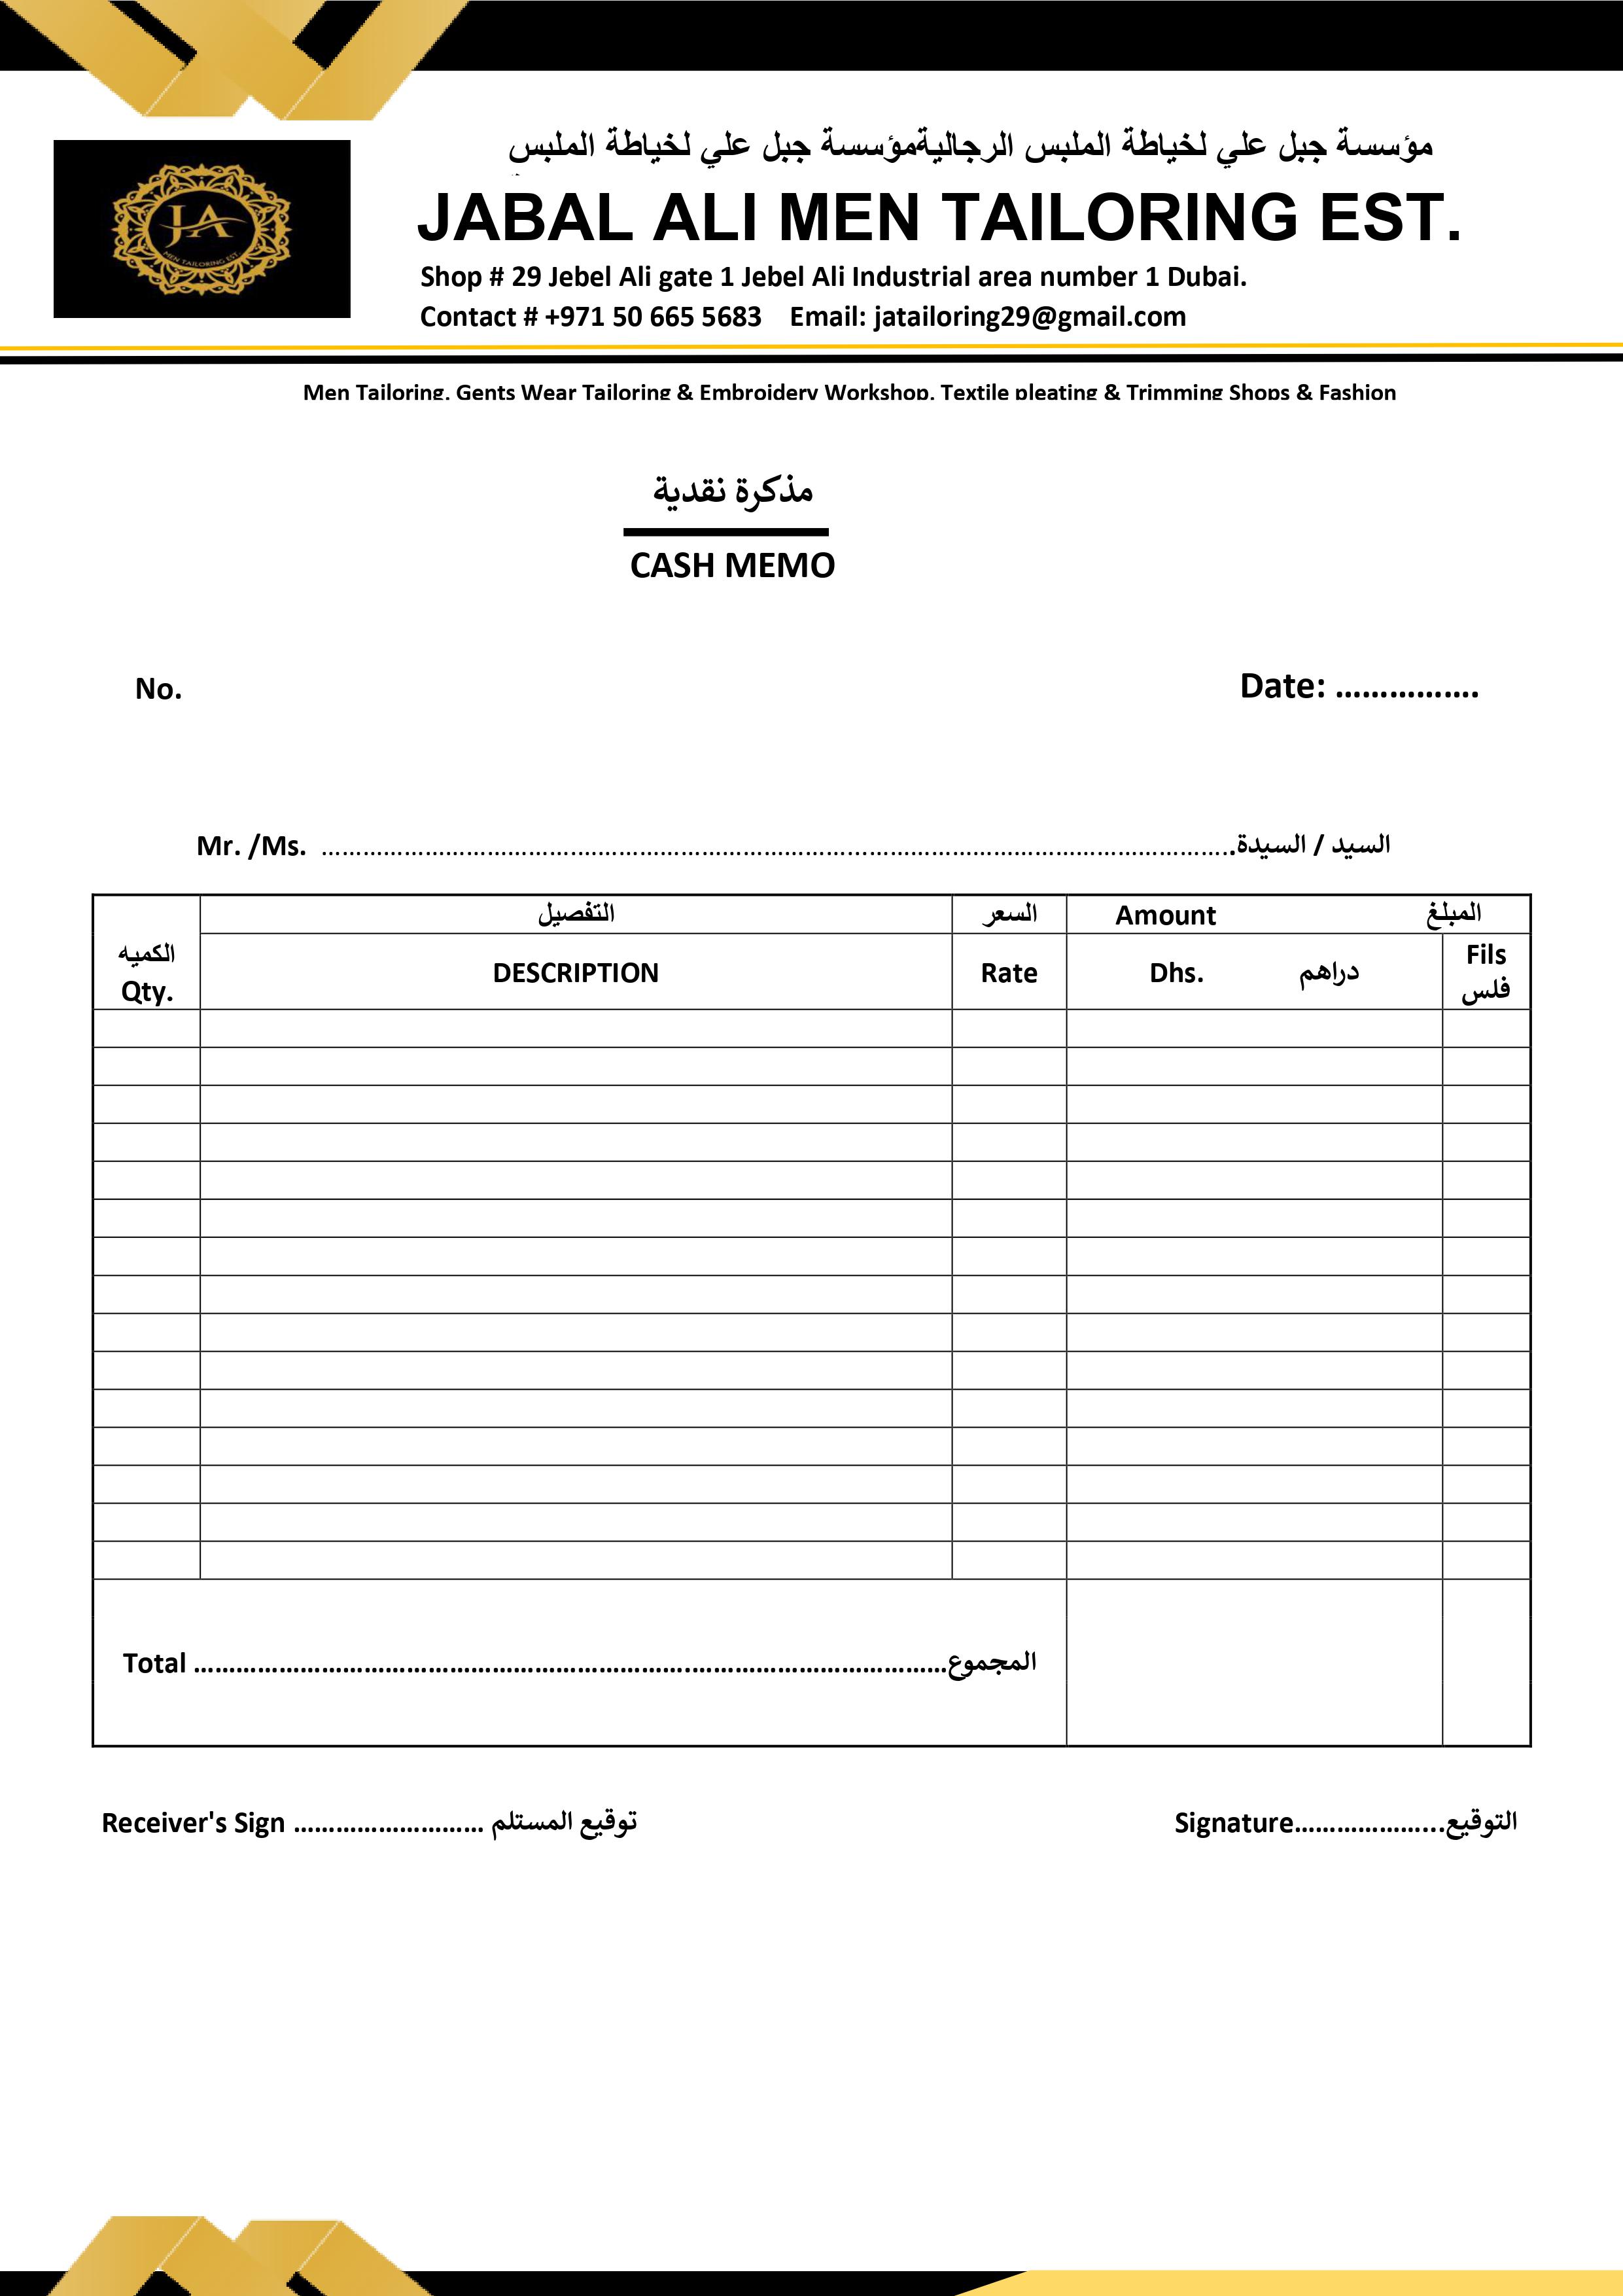 مؤسسة جبل علي لخياطة الملبس الرجاليةمؤسسة جبل علي لخياطة الملبس
JA
MEN TAILORING EST
JABAL ALI MEN TAILORING EST.
Shop # 29 Jebel Ali gate 1 Jebel Ali Industrial area number 1 Dubai.
Contact # +971 50 665 5683 Email: jatailoring29@gmail.com
Men Tailoring, Gents Wear Tailoring & Embroidery Workshop, Textile pleating & Trimming Shops & Fashion
مذكرة نقدية
CASH MEMO
No. Date: ................
Mr. /Ms. ........................................................................................ السيد / السيدة
التفصيل السعر Amount المبلغ
الكميه
Qty. DESCRIPTION Rate Dhs. دراهم Fils
فلس
Total ........................................................................................ المجموع
Receiver's Sign ........................... توقيع المستلم Signature..................... التوقيع